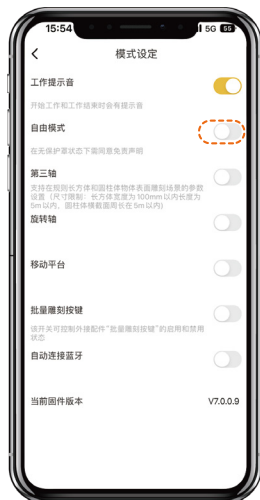 15:54
5G 55
模式设定
工作提示音
开始工作和工作结束时会有提示音
自由模式
在无保护罩状态下需同意免责声明
第三轴
支持在规则长方体和圆柱体物体表面雕刻场景的参数
设置（尺寸限制：长方体宽度为100mm以内长度为
5m以内，圆柱体横截面周长在5m以内）
旋转轴
移动平台
批量雕刻按键
该开关可控制外接配件“批量雕刻按键”的启用和禁用
状态
自动连接蓝牙
当前固件版本 V7.0.0.9